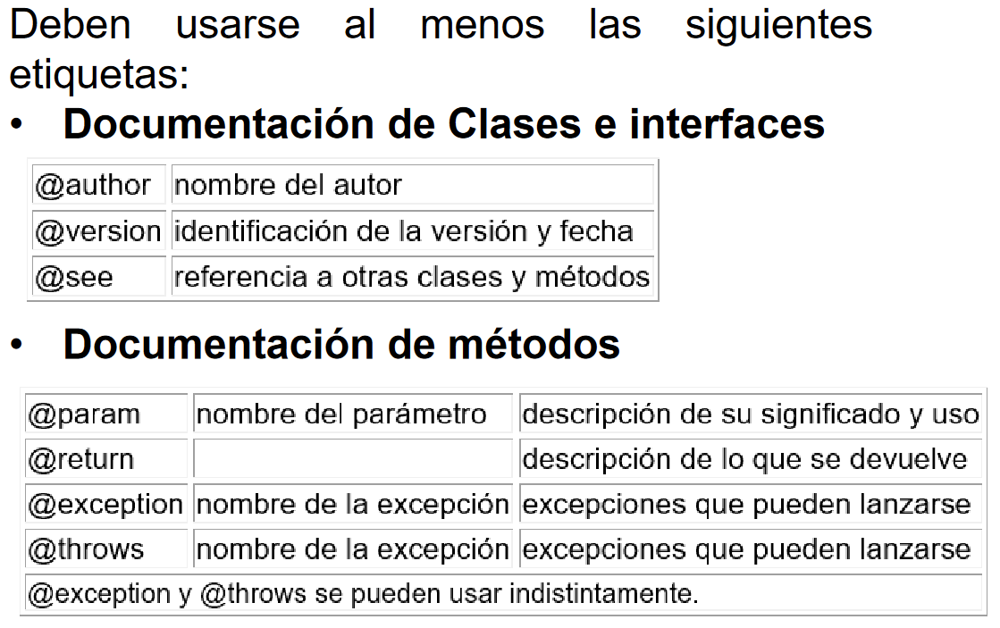 Deben usarse al menos las siguientes
etiquetas:
• Documentación de Clases e interfaces
@author nombre del autor
@version identificación de la versión y fecha
@see referencia a otras clases y métodos
• Documentación de métodos
@param nombre del parámetro descripción de su significado y uso
@return descripción de lo que se devuelve
@exception nombre de la excepción excepciones que pueden lanzarse
@throws nombre de la excepción excepciones que pueden lanzarse
@exception y @throws se pueden usar indistintamente.